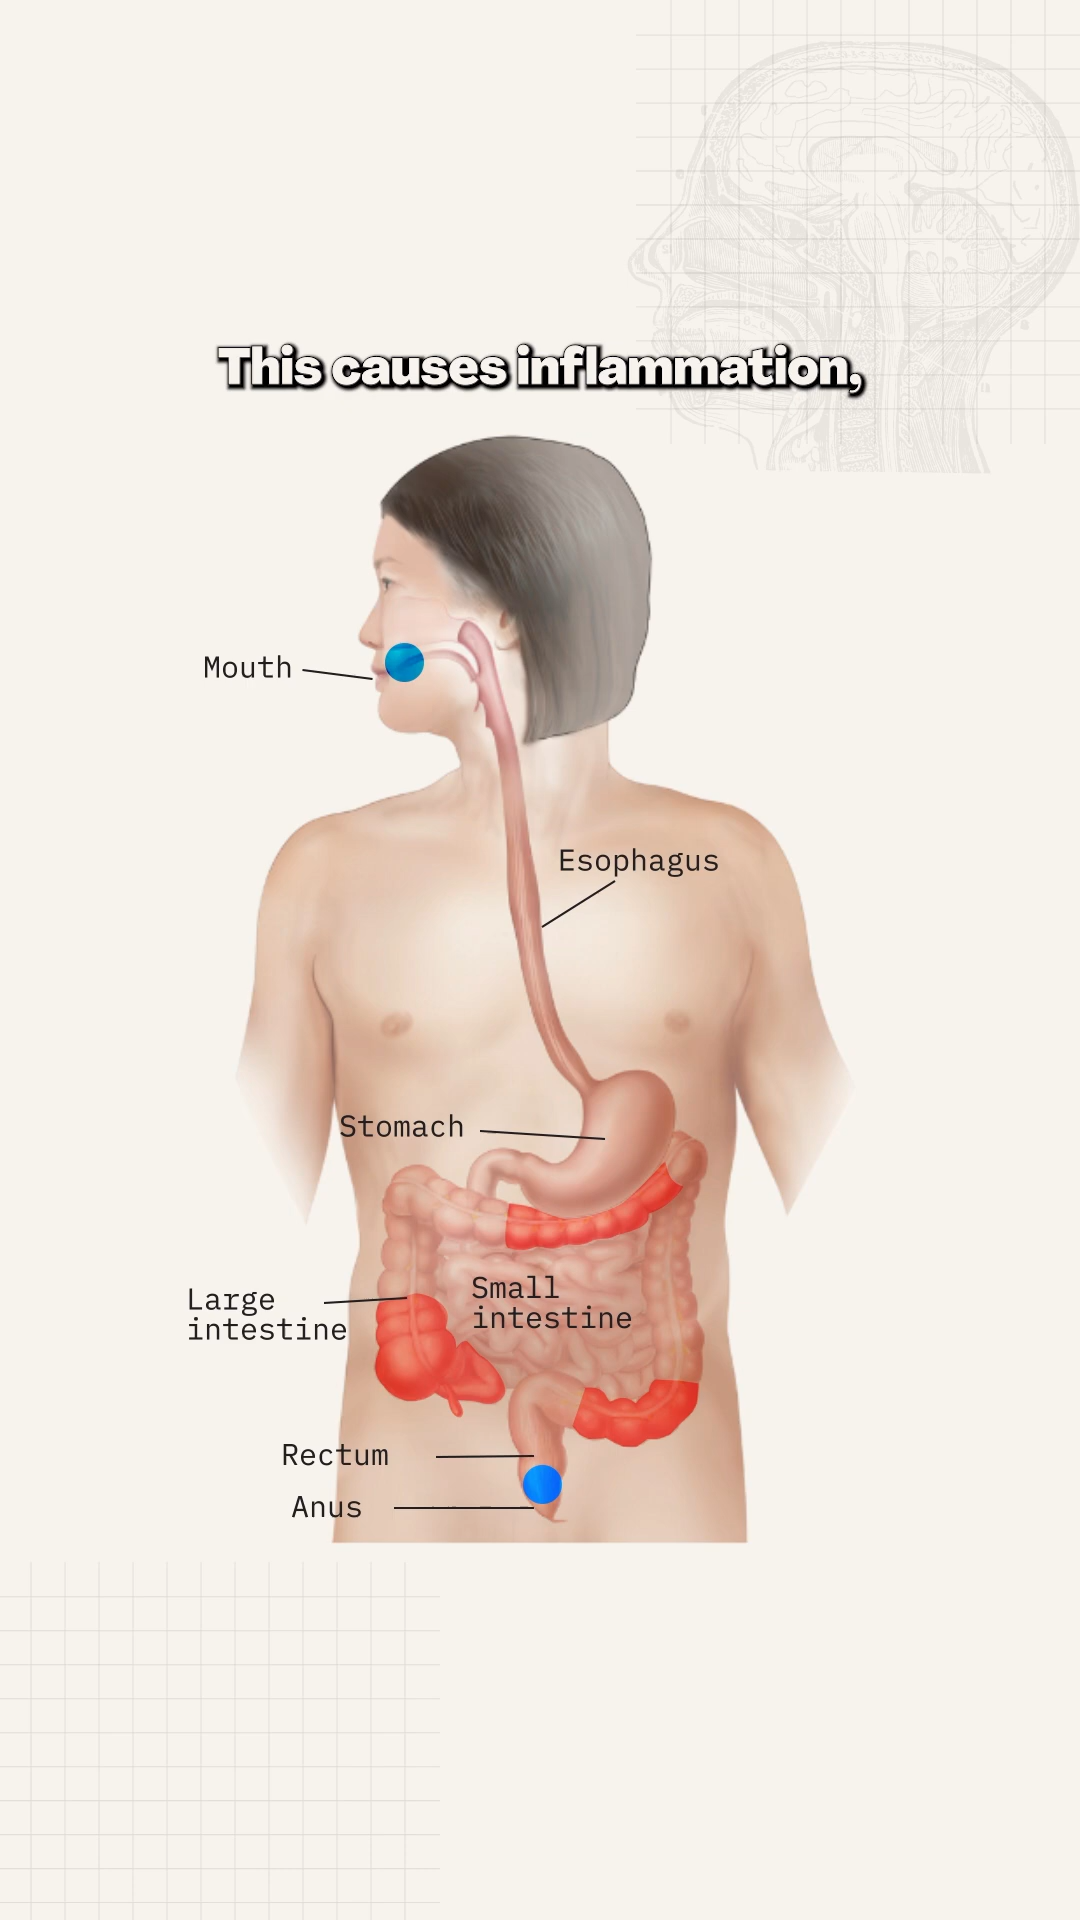 This causes inflammation,
Mouth
Esophagus
Stomach
Small
intestine
Large
intestine
Rectum
Anus